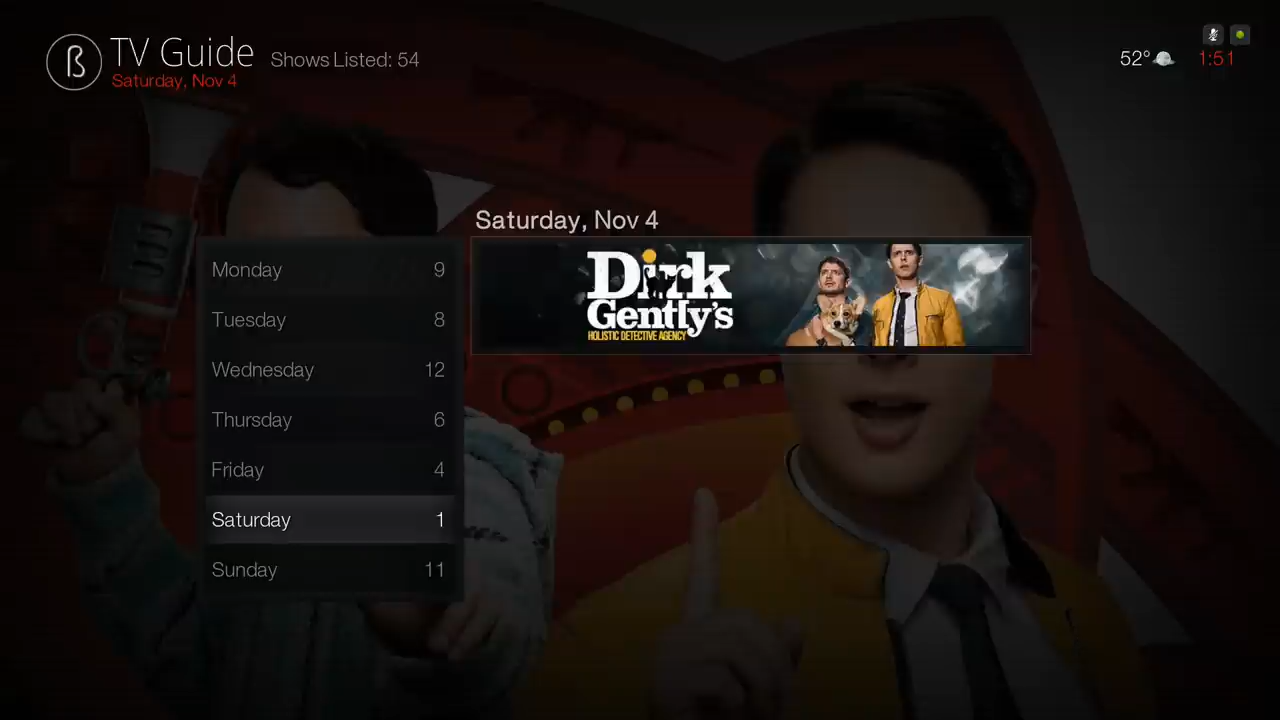 ß
TV Guide
Shows Listed: 54
Saturday, Nov 4
52°
1:51
Saturday, Nov 4
Dirk
Gently's
HOLISTIC DETECTIVE AGENCY
Monday 9
Tuesday 8
Wednesday 12
Thursday 6
Friday 4
Saturday 1
Sunday 11